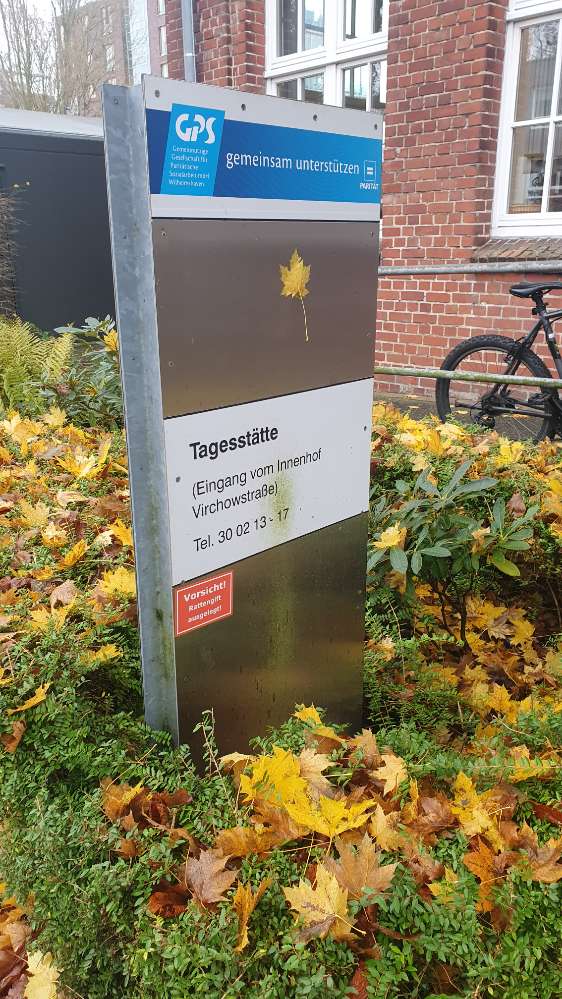 GPS
Gemeinnützige
Gesellschaft für
Paritätische
Sozialarbeit mbH
Wilhelmshaven
gemeinsam unterstützen
PARITÄT
Tagesstätte
(Eingang vom Innenhof
Virchowstraße)
Tel. 30 02 13 - 17
Vorsicht!
Rattengift
ausgelegt!